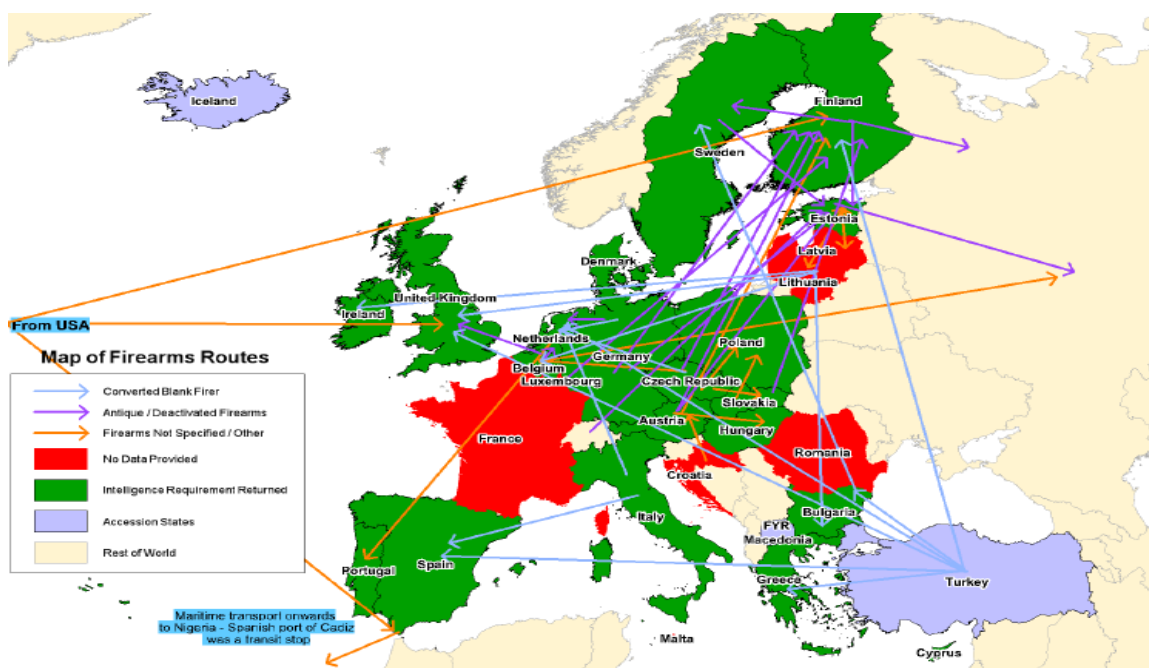 Iceland
Finland
Sweden
Estonia
Latvia
Denmark
Lithuania
United Kingdom
Ireland
From USA
Netherlands
Poland
Germany
Belgium
Luxembourg
Czech Republic
Slovakia
Austria
Hungary
France
Romania
Croatia
Italy
Bulgaria
FYR
Macedonia
Spain
Portugal
Greece
Turkey
Malta
Cyprus
Map of Firearms Routes
Converted Blank Firer
Antique / Deactivated Firearms
Firearms Not Specified / Other
No Data Provided
Intelligence Requirement Returned
Accession States
Rest of World
Maritime transport onwards
to Nigeria - Spanish port of Cadiz
was a transit stop